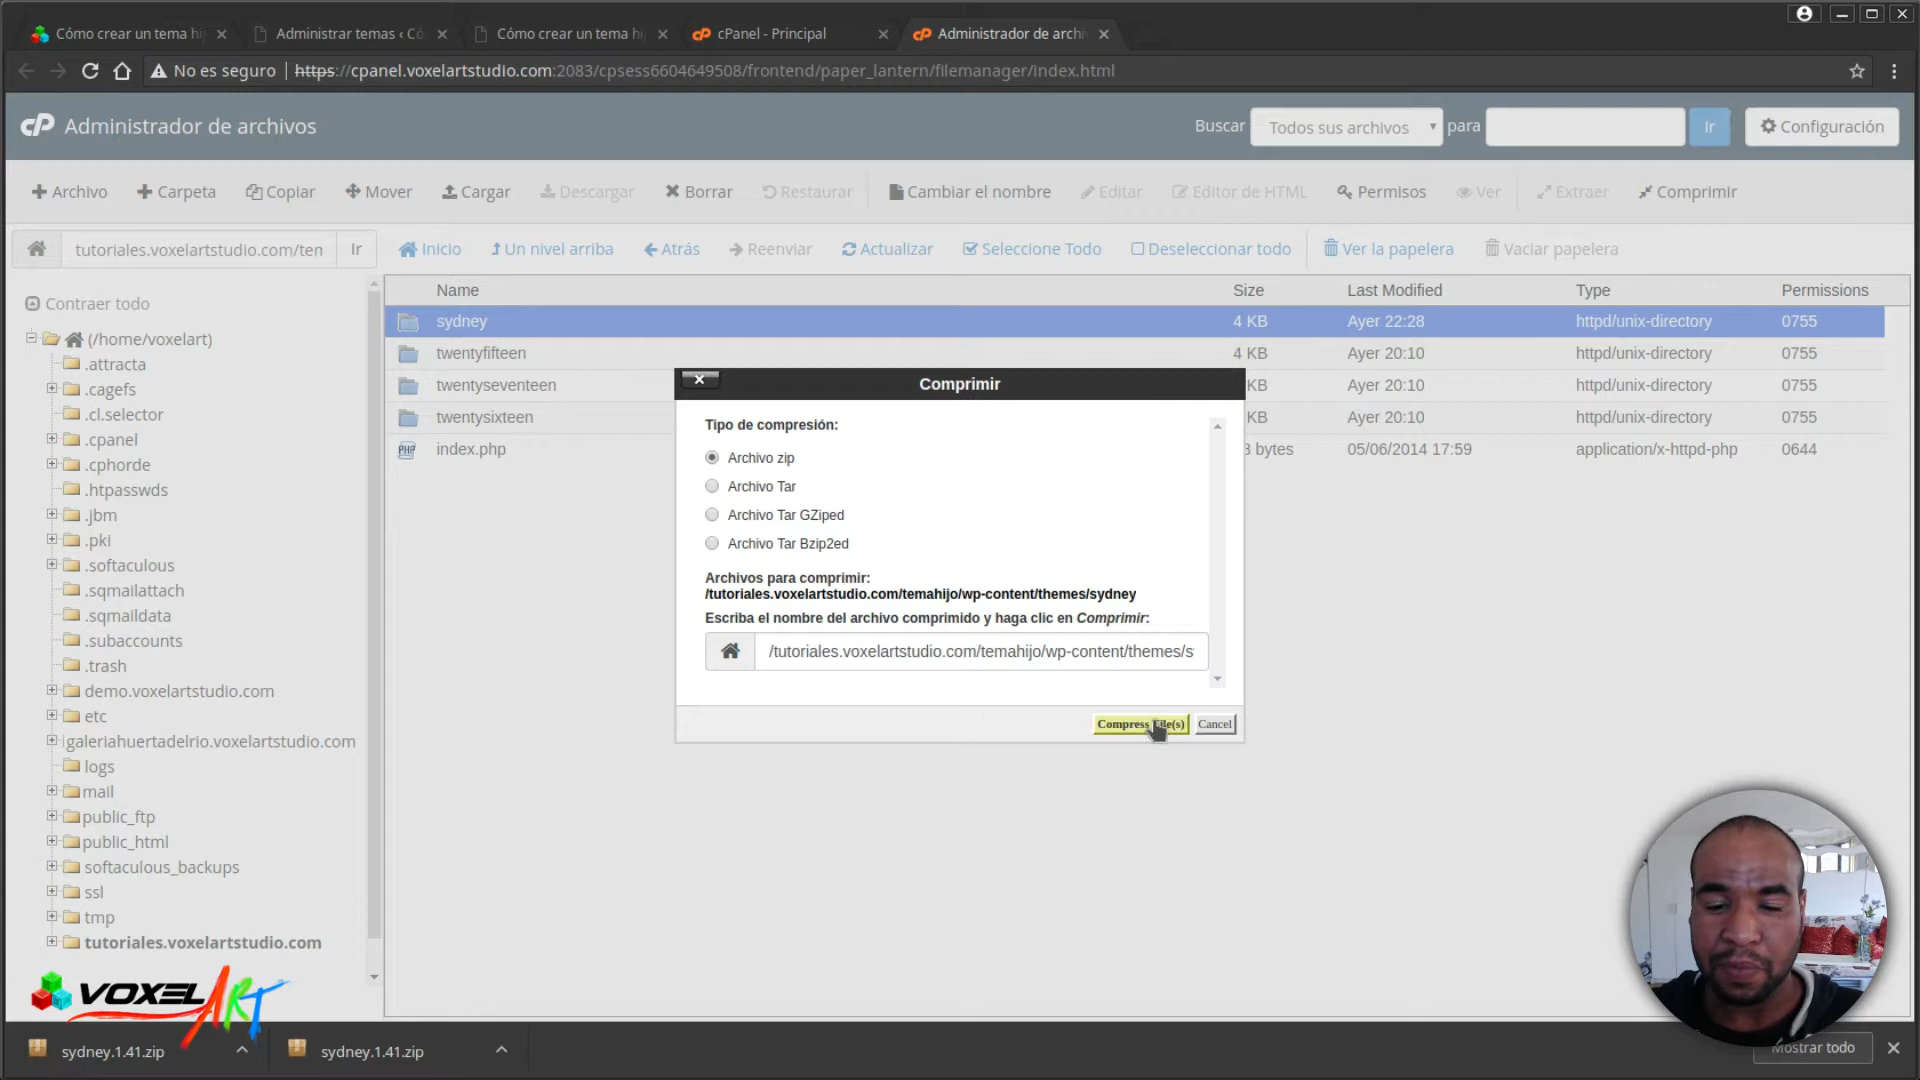 Cómo crear un tema hi
Administrar temas ‹ Có
Cómo crear un tema hi
cPanel - Principal
Administrador de archi
No es seguro | https://cpanel.voxelartstudio.com:2083/cpsess6604649508/frontend/paper_lantern/filemanager/index.html
cP Administrador de archivos
Buscar Todos sus archivos para Ir Configuración
Archivo Carpeta Copiar Mover Cargar Descargar Borrar Restaurar Cambiar el nombre Editar Editor de HTML Permisos Ver Extraer Comprimir
tutoriales.voxelartstudio.com/ten Ir Inicio Un nivel arriba Atrás Reenviar Actualizar Seleccione Todo Deseleccionar todo Ver la papelera Vaciar papelera
Contraer todo
(/home/voxelart)
.attracta
.cagefs
.cl.selector
.cpanel
.cphorde
.htpasswds
.jbm
.pki
.softaculous
.sqmailattach
.sqmaildata
.subaccounts
.trash
demo.voxelartstudio.com
etc
galeriahuertadelrio.voxelartstudio.com
logs
mail
public_ftp
public_html
softaculous_backups
ssl
tmp
tutoriales.voxelartstudio.com
Name Size Last Modified Type Permissions
sydney 4 KB Ayer 22:28 httpd/unix-directory 0755
twentyfifteen 4 KB Ayer 20:10 httpd/unix-directory 0755
twentyseventeen KB Ayer 20:10 httpd/unix-directory 0755
twentysixteen KB Ayer 20:10 httpd/unix-directory 0755
index.php bytes 05/06/2014 17:59 application/x-httpd-php 0644
Comprimir
Tipo de compresión:
Archivo zip
Archivo Tar
Archivo Tar GZiped
Archivo Tar Bzip2ed
Archivos para comprimir:
/tutoriales.voxelartstudio.com/temahijo/wp-content/themes/sydney
Escriba el nombre del archivo comprimido y haga clic en Comprimir:
/tutoriales.voxelartstudio.com/temahijo/wp-content/themes/s
Compress File(s) Cancel
VOXEL ART
sydney.1.41.zip
sydney.1.41.zip
Mostrar todo